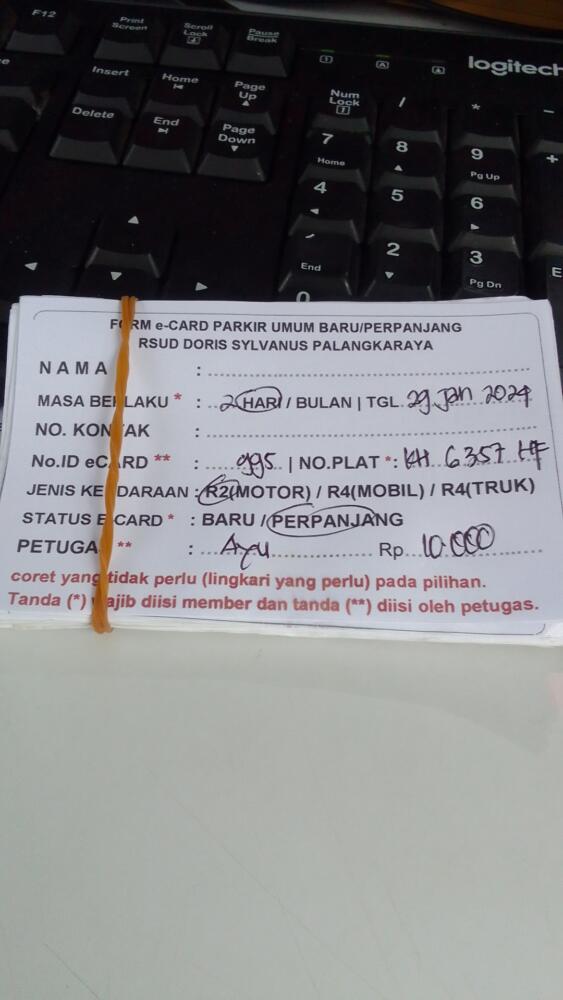 F12
Print Screen
Scroll Lock
Pause Break
logitech
Insert
Home
Page Up
Num Lock
/
*
-
Delete
End
Page Down
7 Home
8
9 Pg Up
+
4
5
6
End
2
3 Pg Dn
0
FORM e-CARD PARKIR UMUM BARU/PERPANJANG
RSUD DORIS SYLVANUS PALANGKARAYA
NAMA :
MASA BERLAKU * : 2 HARI / BULAN | TGL. 29 Jan 2024
NO. KONTAK :
No.ID eCARD ** : 995 | NO.PLAT *: KH 6357 HF
JENIS KENDARAAN : R2(MOTOR) / R4(MOBIL) / R4(TRUK)
STATUS E-CARD * : BARU / PERPANJANG
PETUGAS ** : Ayu Rp. 10.000
coret yang tidak perlu (lingkari yang perlu) pada pilihan.
Tanda (*) wajib diisi member dan tanda (**) diisi oleh petugas.